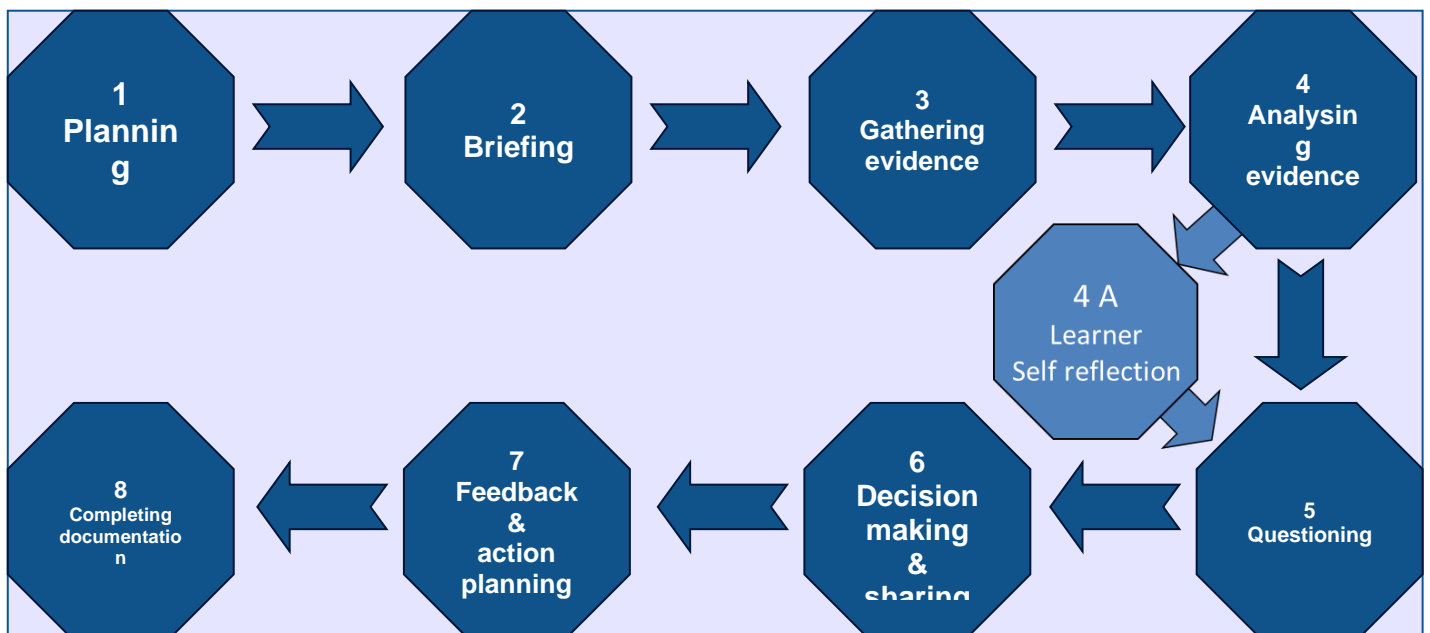 1
Plannin
g
2
Briefing
3
Gathering
evidence
4
Analysin
g
evidence
4 A
Learner
Self reflection
5
Questioning
6
Decision
making
&
sharing
7
Feedback
&
action
planning
8
Completing
documentatio
n